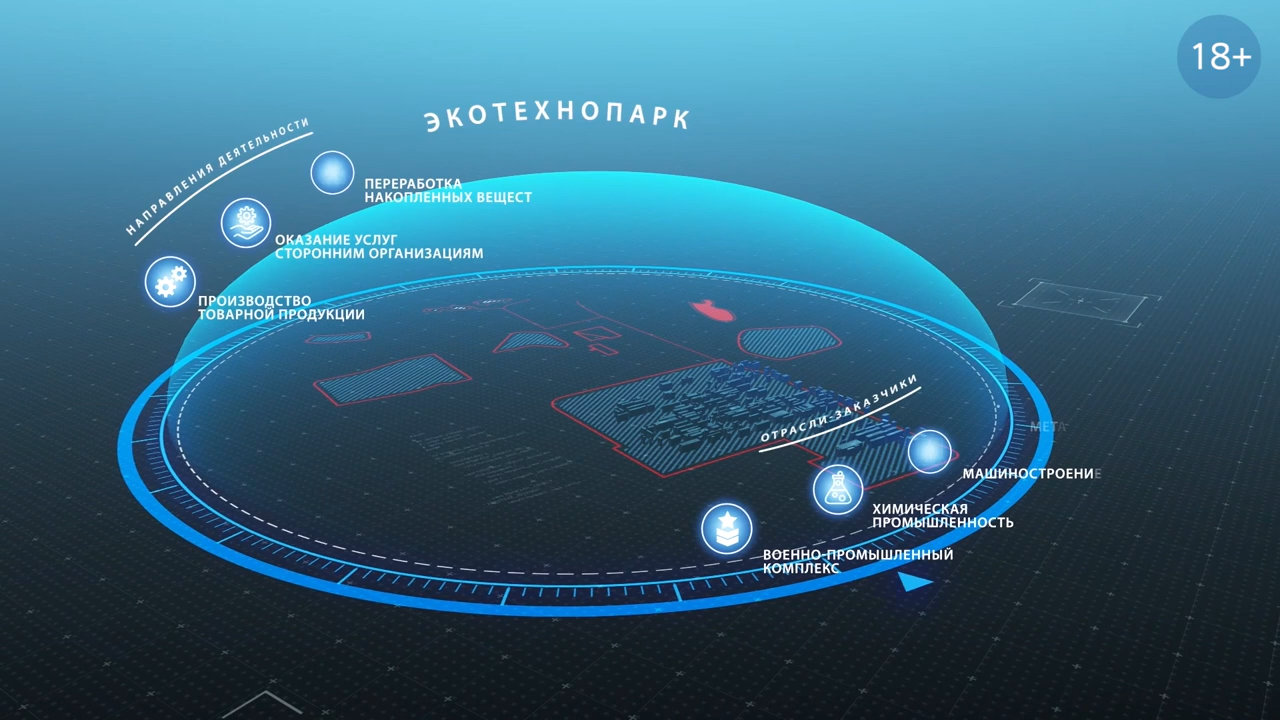 18+
ЭКОТЕХНОПАРК
НАПРАВЛЕНИЯ ДЕЯТЕЛЬНОСТИ
ПЕРЕРАБОТКА
НАКОПЛЕННЫХ ВЕЩЕСТ
ОКАЗАНИЕ УСЛУГ
СТОРОННИМ ОРГАНИЗАЦИЯМ
ПРОИЗВОДСТВО
ТОВАРНОЙ ПРОДУКЦИИ
ОТРАСЛИ-ЗАКАЗЧИКИ
МЕТА
МАШИНОСТРОЕНИЕ
ХИМИЧЕСКАЯ
ПРОМЫШЛЕННОСТЬ
ВОЕННО-ПРОМЫШЛЕННЫЙ
КОМПЛЕКС